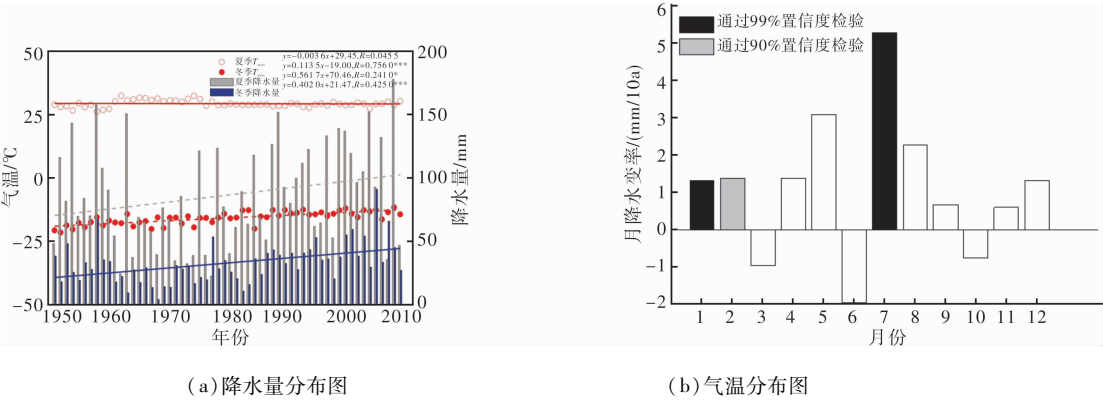 50
25
0
−25
−50
气温/℃
200
150
100
50
0
降水量/mm
夏季Tmin
冬季Tmin
夏季降水量
冬季降水量
y=−0.003 6x+29.45,R=0.045 5
y=0.113 5x−19.00,R=0.756 0***
y=0.561 7x+70.46,R=0.241 0*
y=0.402 0x+21.47,R=0.425 0***
1950 1960 1970 1980 1990 2000 2010
年份
(a)降水量分布图
6
5
4
3
2
1
0
−1
−2
月降水变率/(mm/10a)
通过99%置信度检验
通过90%置信度检验
1 2 3 4 5 6 7 8 9 10 11 12
月份
(b)气温分布图